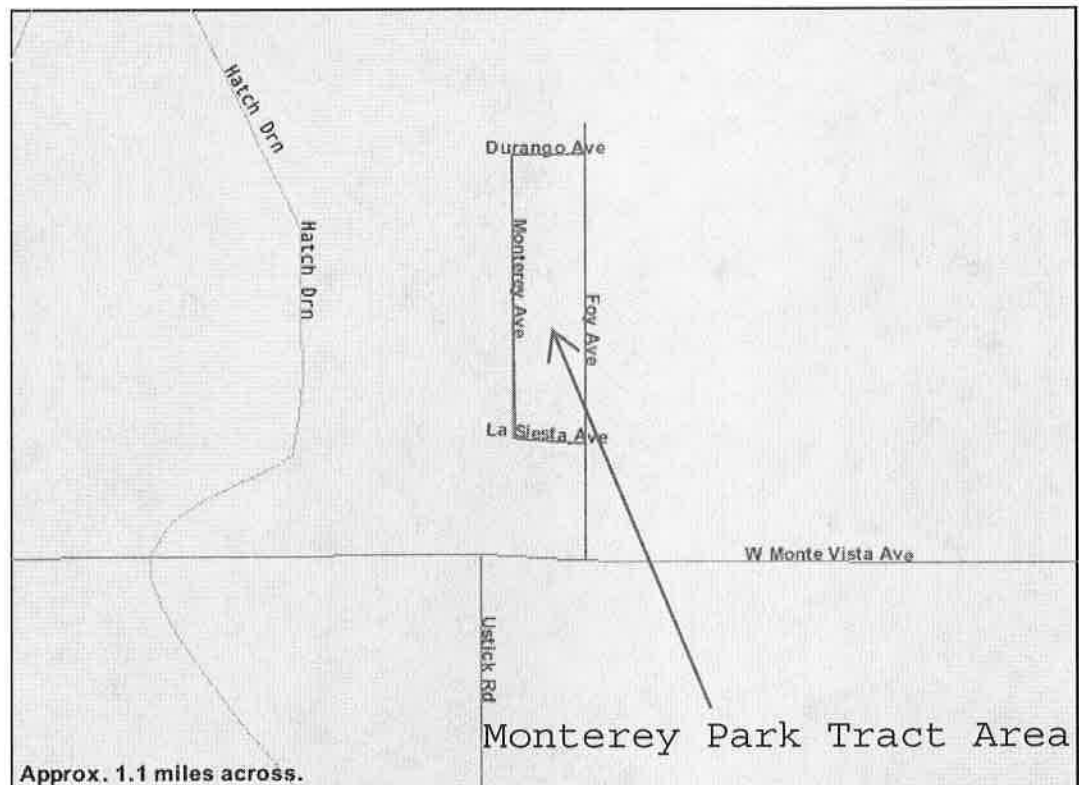 Hatch Drn
Durango Ave
Hatch Drn
Monterey Ave
Foy Ave
La Siesta Ave
W Monte Vista Ave
Ustick Rd
Monterey Park Tract Area
Approx. 1.1 miles across.